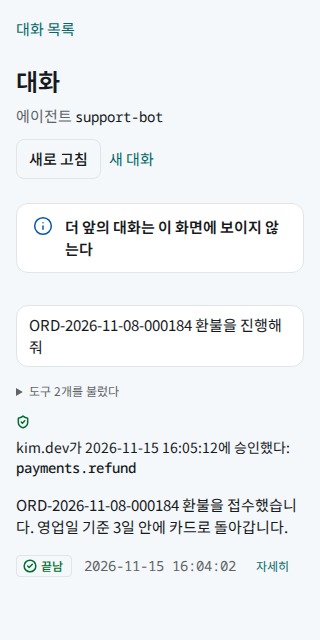 대화 목록
대화
에이전트 support-bot
새로 고침 새 대화
더 앞의 대화는 이 화면에 보이지 않
는다
ORD-2026-11-08-000184 환불을 진행해
줘
도구 2개를 불렀다
kim.dev가 2026-11-15 16:05:12에 승인했다:
payments.refund
ORD-2026-11-08-000184 환불을 접수했습니
다. 영업일 기준 3일 안에 카드로 돌아갑니다.
끝남 2026-11-15 16:04:02 자세히